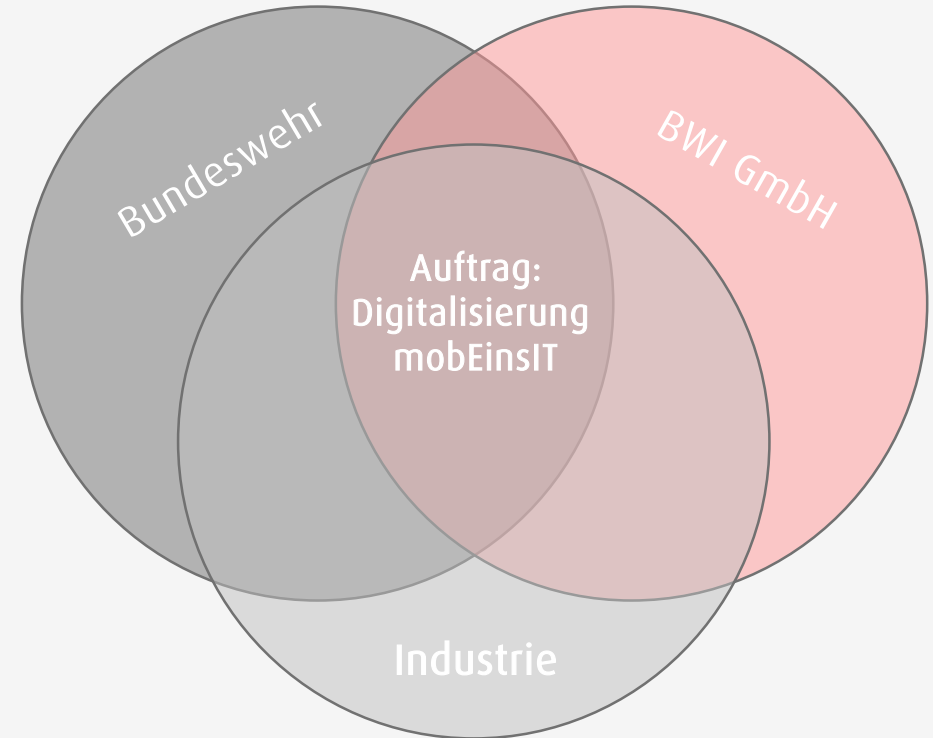 Bundeswehr
BWI GmbH
Auftrag:
Digitalisierung
mobEinsIT
Industrie